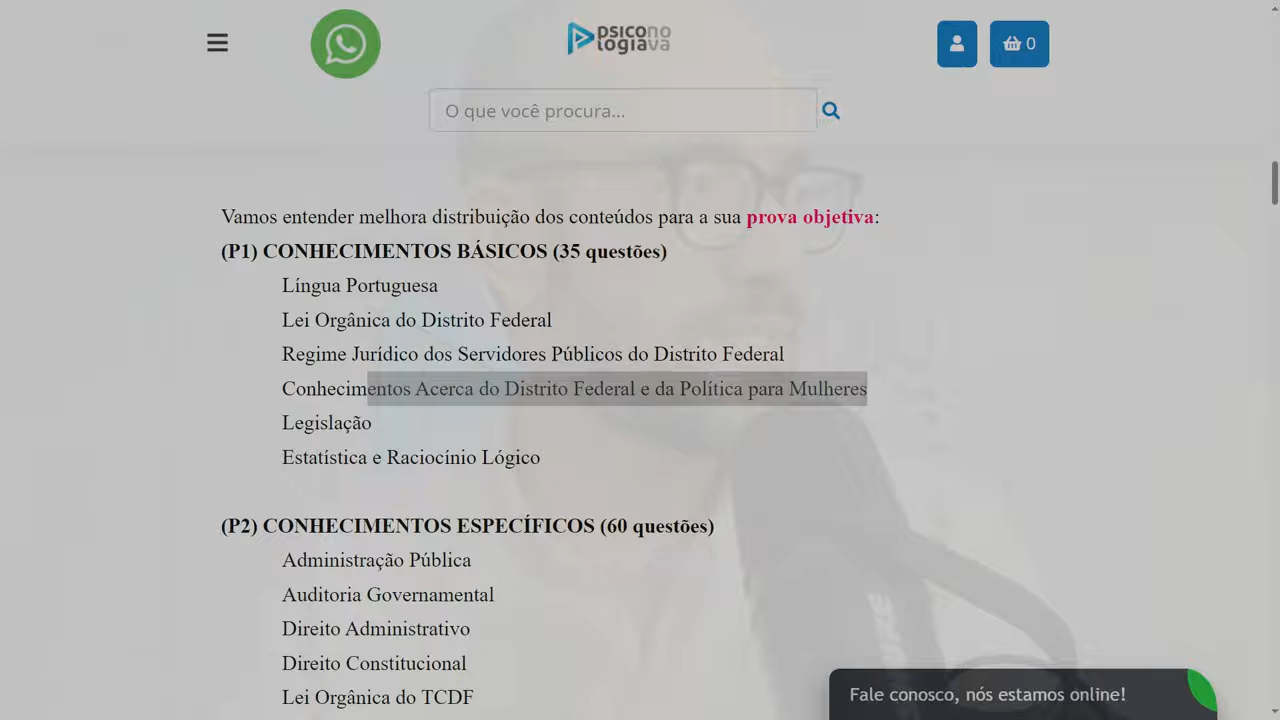 psicono
logiava
0
O que você procura...
Vamos entender melhora distribuição dos conteúdos para a sua prova objetiva:
(P1) CONHECIMENTOS BÁSICOS (35 questões)
Língua Portuguesa
Lei Orgânica do Distrito Federal
Regime Jurídico dos Servidores Públicos do Distrito Federal
Conhecimentos Acerca do Distrito Federal e da Política para Mulheres
Legislação
Estatística e Raciocínio Lógico
(P2) CONHECIMENTOS ESPECÍFICOS (60 questões)
Administração Pública
Auditoria Governamental
Direito Administrativo
Direito Constitucional
Lei Orgânica do TCDF
Fale conosco, nós estamos online!